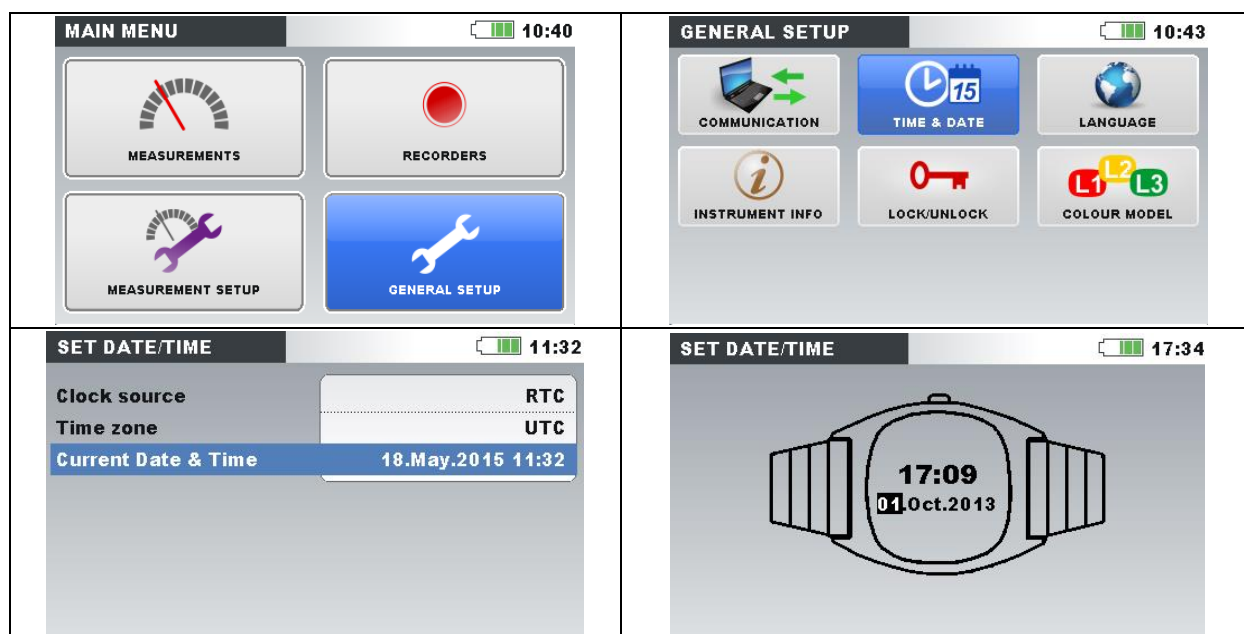 MAIN MENU 10:40
MEASUREMENTS RECORDERS
MEASUREMENT SETUP GENERAL SETUP
GENERAL SETUP 10:43
15
COMMUNICATION TIME & DATE LANGUAGE
i L1 L2 L3
INSTRUMENT INFO LOCK/UNLOCK COLOUR MODEL
SET DATE/TIME 11:32
Clock source RTC
Time zone UTC
Current Date & Time 18.May.2015 11:32
SET DATE/TIME 17:34
17:09
01.Oct.2013